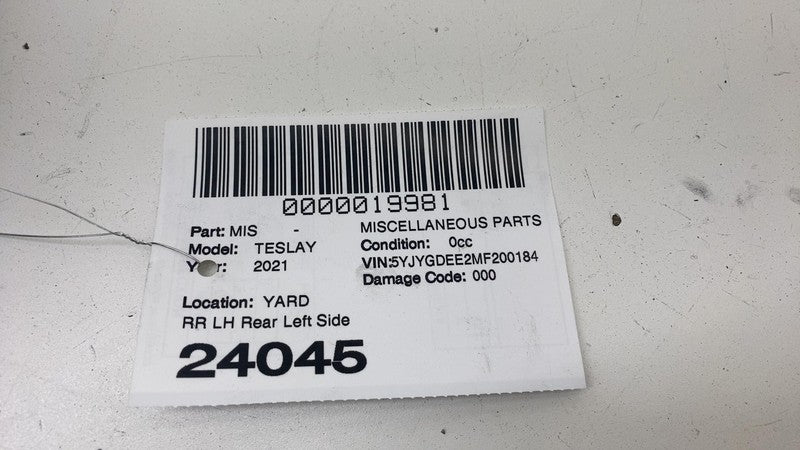 0000019981
Part: MIS - MISCELLANEOUS PARTS
Model: TESLAY Condition: 0cc
Year: 2021 VIN:5YJYGDEE2MF200184
Damage Code: 000
Location: YARD
RR LH Rear Left Side
24045